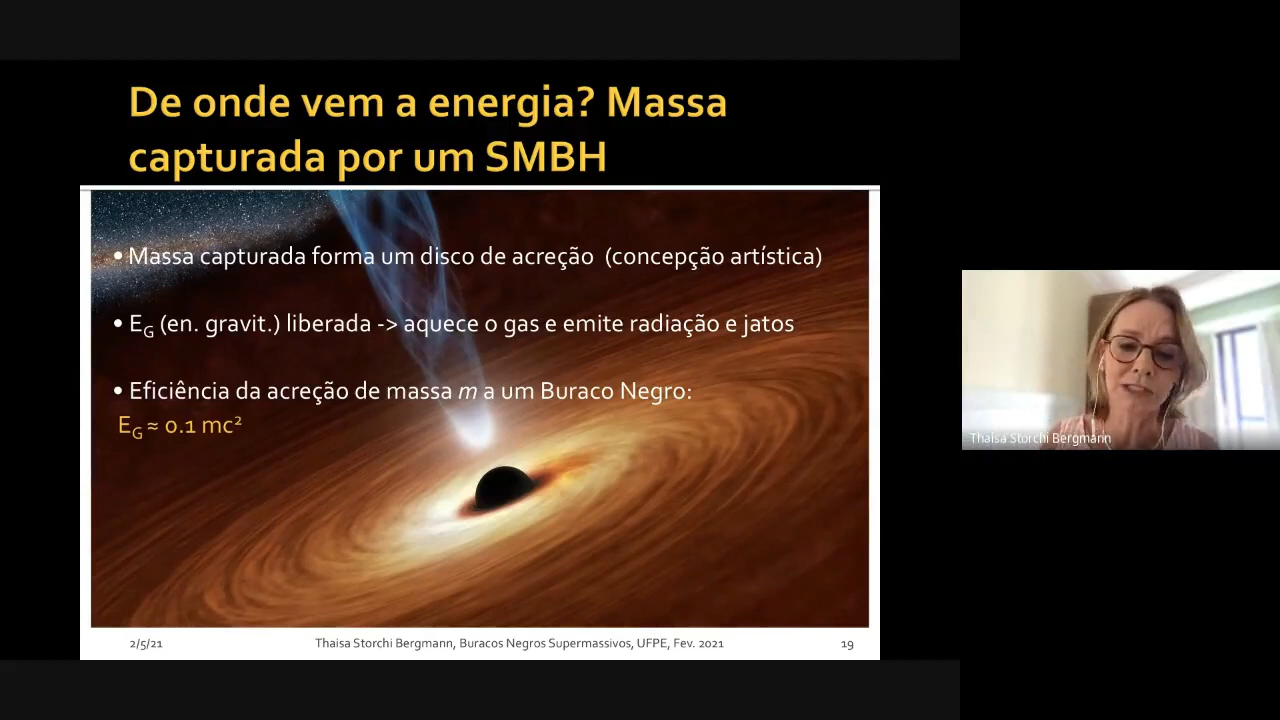 De onde vem a energia? Massa
capturada por um SMBH
• Massa capturada forma um disco de acreção (concepção artística)
• E_G (en. gravit.) liberada -> aquece o gas e emite radiação e jatos
• Eficiência da acreção de massa m a um Buraco Negro:
E_G ≈ 0.1 mc²
2/5/21 Thaisa Storchi Bergmann, Buracos Negros Supermassivos, UFPE, Fev. 2021 19
Thaisa Storchi Bergmann